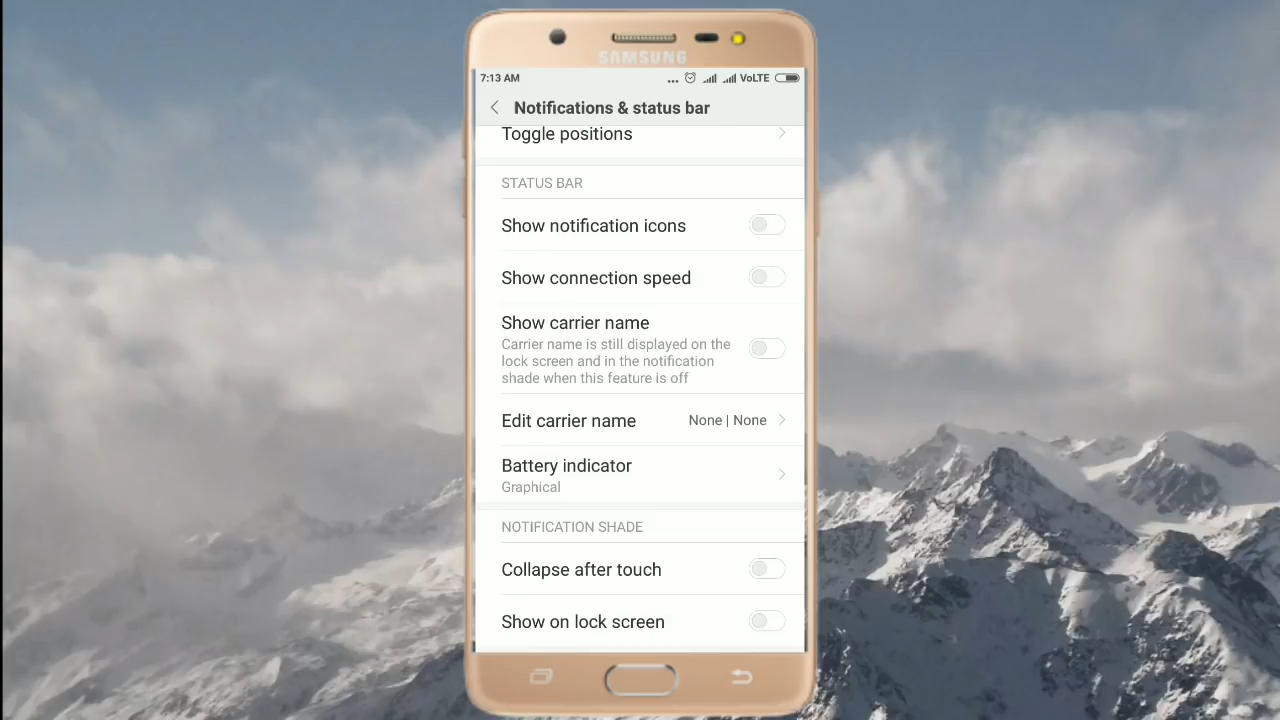 SAMSUNG
7:13 AM
... VoLTE
Notifications & status bar
Toggle positions
STATUS BAR
Show notification icons
Show connection speed
Show carrier name
Carrier name is still displayed on the
lock screen and in the notification
shade when this feature is off
Edit carrier name None | None
Battery indicator
Graphical
NOTIFICATION SHADE
Collapse after touch
Show on lock screen